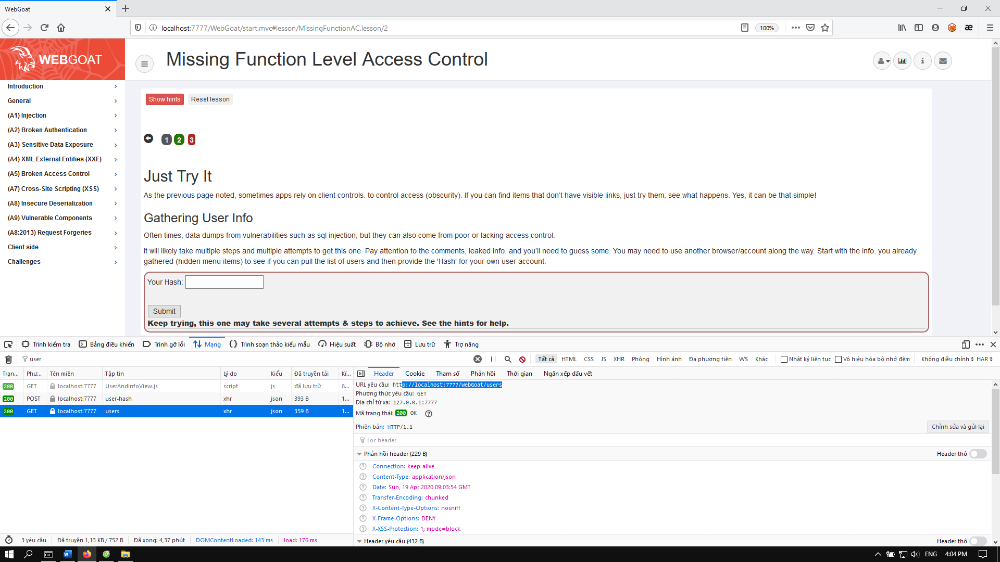 WebGoat
localhost:7777/WebGoat/start.mvc#lesson/MissingFunctionAC.lesson/2
100%
WEBGOAT
Missing Function Level Access Control
Introduction
General
(A1) Injection
(A2) Broken Authentication
(A3) Sensitive Data Exposure
(A4) XML External Entities (XXE)
(A5) Broken Access Control
(A7) Cross-Site Scripting (XSS)
(A8) Insecure Deserialization
(A9) Vulnerable Components
(A8:2013) Request Forgeries
Client side
Challenges
Show hints Reset lesson
1 2 3
Just Try It
As the previous page noted, sometimes apps rely on client controls. to control access (obscurity). If you can find items that don't have visible links, just try them, see what happens. Yes, it can be that simple!
Gathering User Info
Often times, data dumps from vulnerabilities such as sql injection, but they can also come from poor or lacking access control.
It will likely take multiple steps and multiple attempts to get this one. Pay attention to the comments, leaked info. and you'll need to guess some. You may need to use another browser/account along the way. Start with the info. you already
gathered (hidden menu items) to see if you can pull the list of users and then provide the 'Hash' for your own user account.
Your Hash:
Submit
Keep trying, this one may take several attempts & steps to achieve. See the hints for help.
Trình kiểm tra Bảng điều khiển Trình gỡ lỗi Mạng Trình soạn thảo kiểu mẫu Hiệu suất Bộ nhớ Lưu trữ Trợ năng
user
Tất cả HTML CSS JS XHR Phông Hình ảnh Đa phương tiện WS Khác Nhật ký liên tục Vô hiệu hóa bộ nhớ đệm Không điều chỉnh HAR
Trạn... Phư... Tên miền Tập tin Lý do Kiểu Đã truyền tải Kí...
200 GET localhost:7777 UserAndInfoView.js script js đã lưu trữ 8...
200 POST localhost:7777 user-hash xhr json 393 B 1...
200 GET localhost:7777 users xhr json 359 B 1...
Header Cookie Tham số Phản hồi Thời gian Ngăn xếp dấu vết
URL yêu cầu: http://localhost:7777/WebGoat/users
Phương thức yêu cầu: GET
Địa chỉ từ xa: 127.0.0.1:7777
Mã trạng thái: 200 OK
Phiên bản: HTTP/1.1
Chỉnh sửa và gửi lại
Lọc header
Phản hồi header (229 B) Header thô
Connection: keep-alive
Content-Type: application/json
Date: Sun, 19 Apr 2020 09:03:54 GMT
Transfer-Encoding: chunked
X-Content-Type-Options: nosniff
X-Frame-Options: DENY
X-XSS-Protection: 1; mode=block
Header yêu cầu (432 B) Header thô
3 yêu cầu Đã truyền 1,13 KB / 752 B Đã xong: 4,37 phút DOMContentLoaded: 143 ms load: 176 ms
ENG 4:04 PM